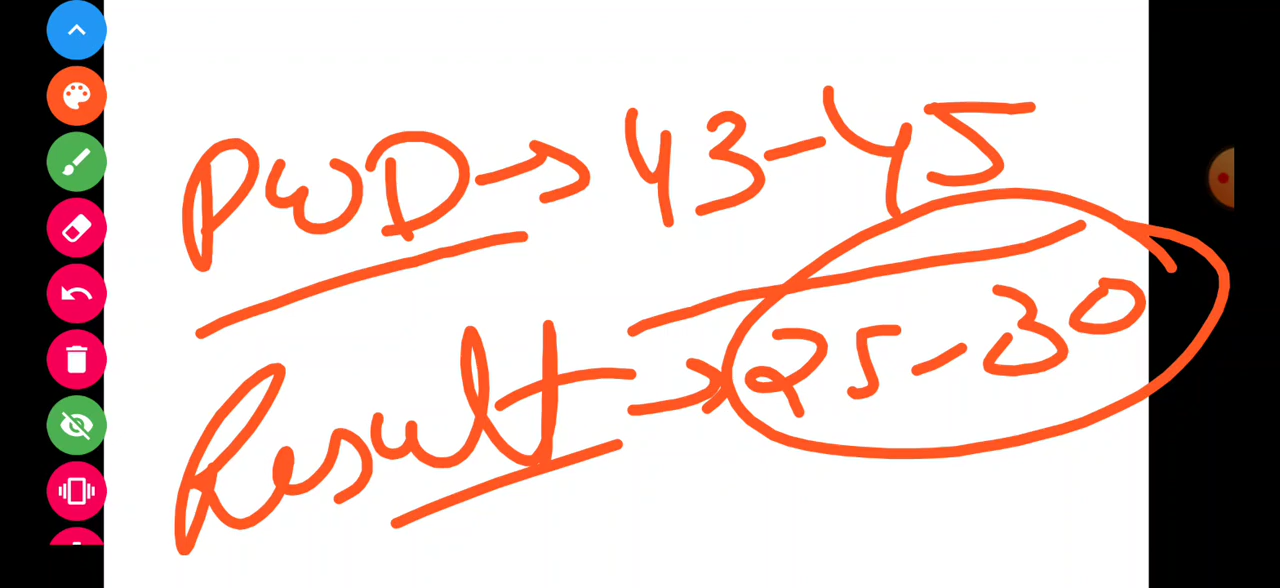 PWD → 43-45
Result → 25-30